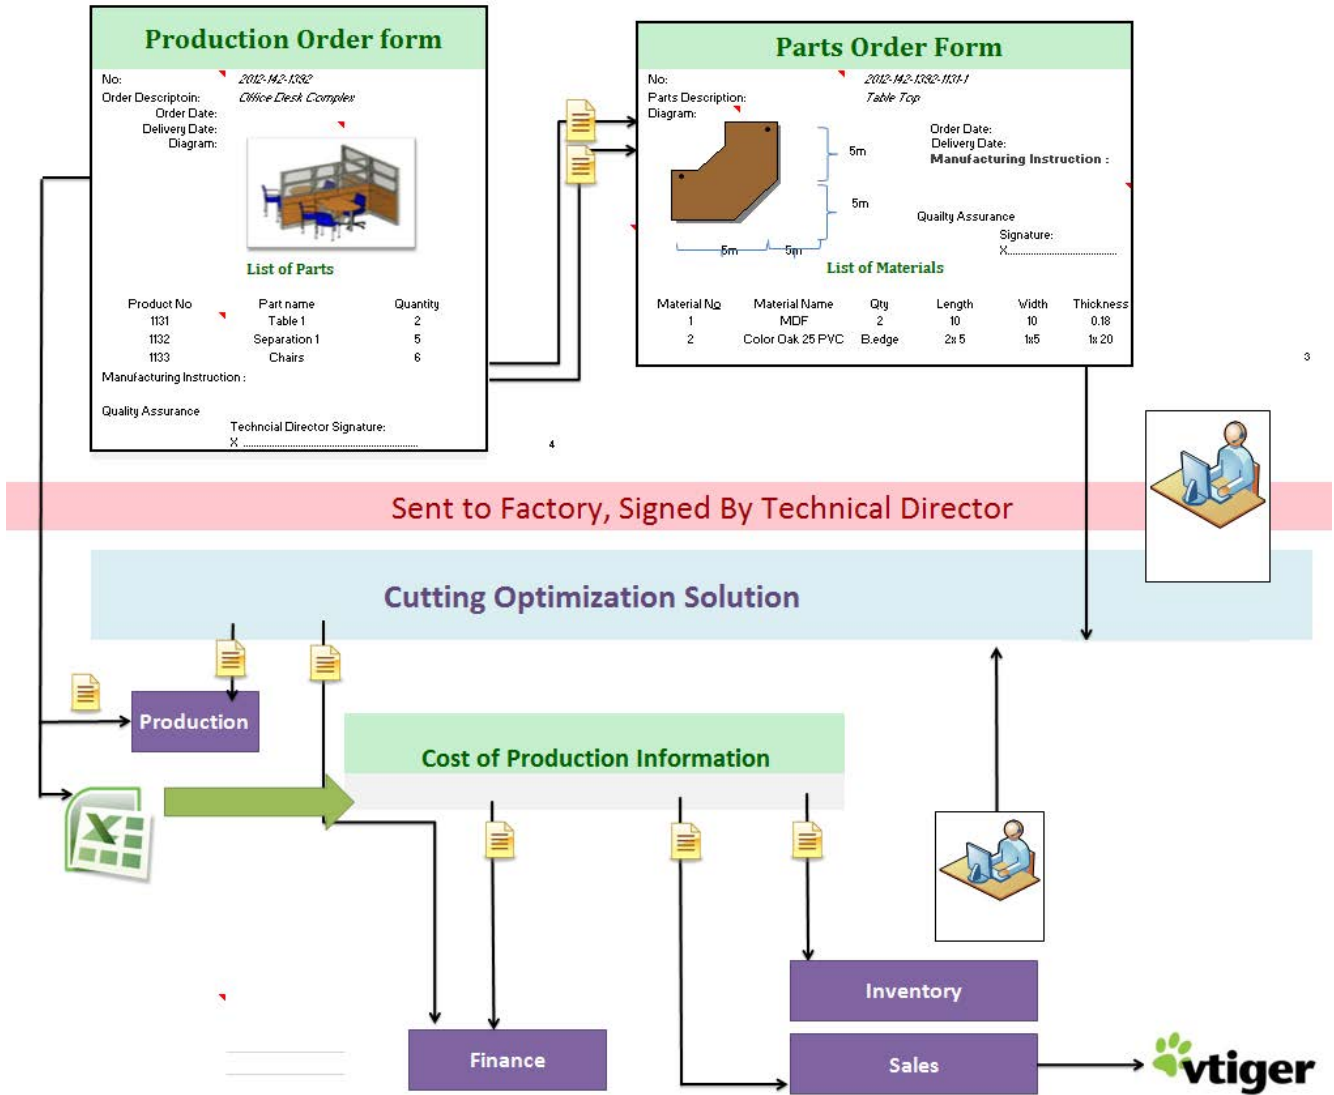 Production Order form
No: 2012-142-1392
Order Descriptoin: Office Desk Complex
Order Date:
Delivery Date:
Diagram:
List of Parts
Product No Part name Quantity
1131 Table 1 2
1132 Separation 1 5
1133 Chairs 6
Manufacturing Instruction :
Quality Assurance
Techncial Director Signature:
X ..........................................................
4
Parts Order Form
No: 2012-142-1392-1131-1
Parts Description: Table Top
Diagram:
Order Date:
Delivery Date:
Manufacturing Instruction :
5m
5m
5m 5m
Quailty Assurance
Signature:
X....................................
List of Materials
Material No Material Name Qty Length Width Thickness
1 MDF 2 10 10 0.18
2 Color Oak 25 PVC B.edge 2x 5 1x5 1x 20
3
Sent to Factory, Signed By Technical Director
Cutting Optimization Solution
Production
Cost of Production Information
Inventory
Finance
Sales
vtiger